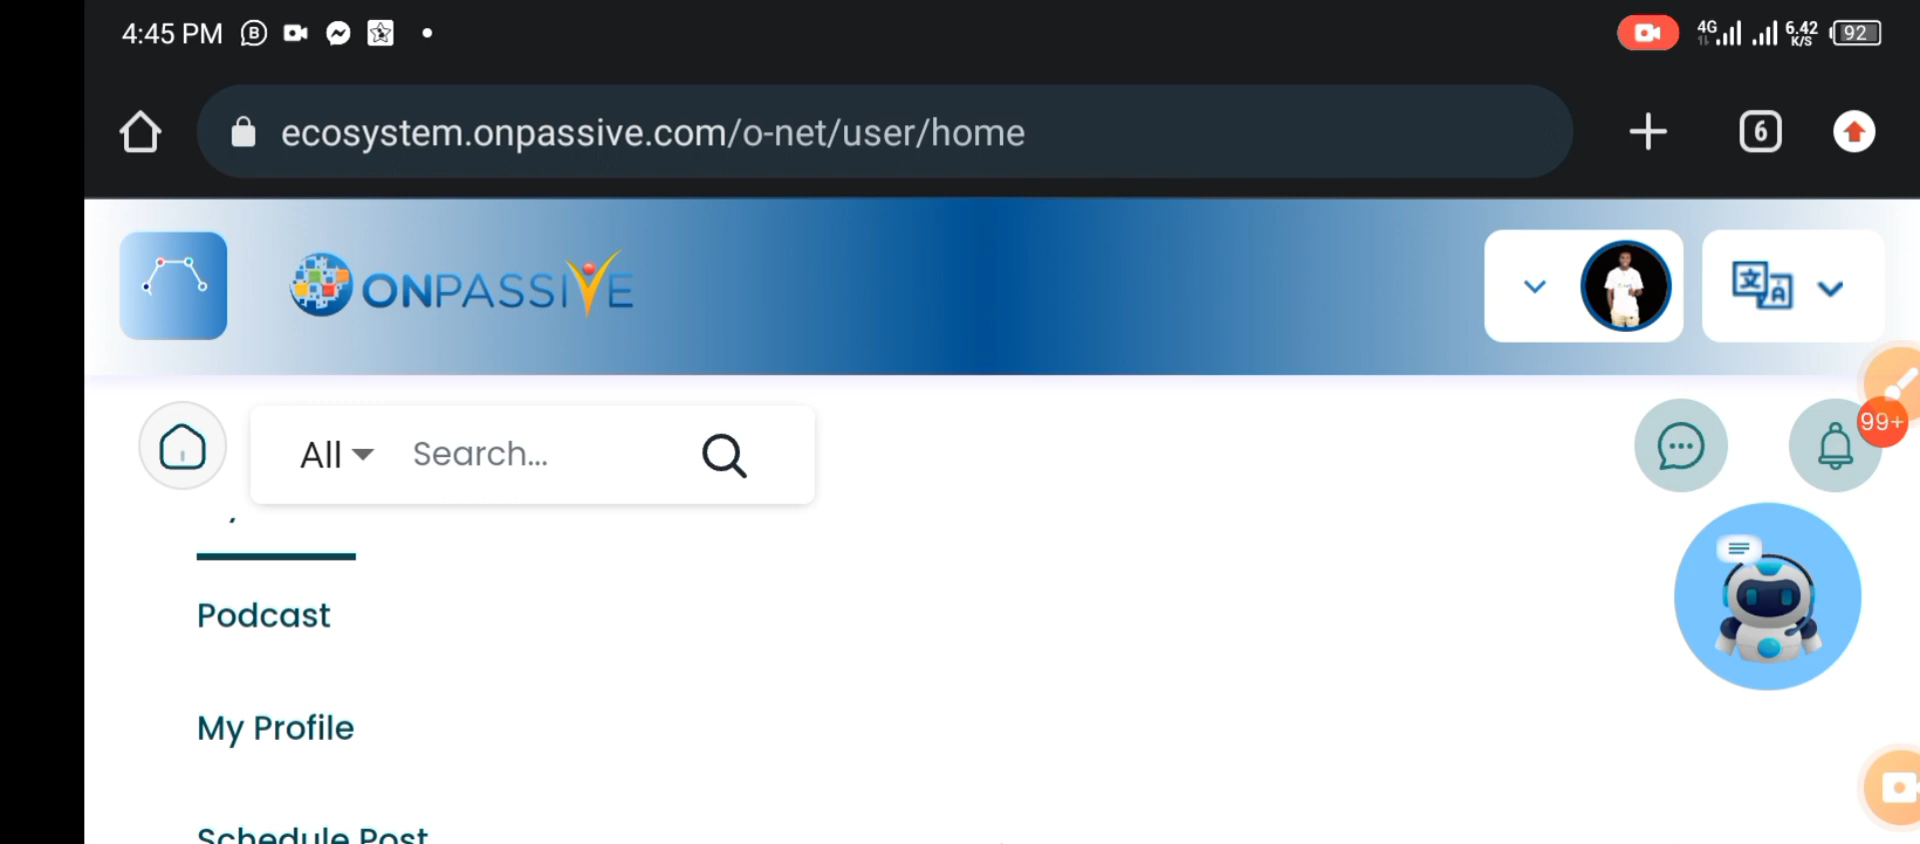 4:45 PM B 4G 6.42 K/S 92
ecosystem.onpassive.com/o-net/user/home 6
ONPASSIVE 文 A
All Search... 99+
Podcast
My Profile
Schedule Post